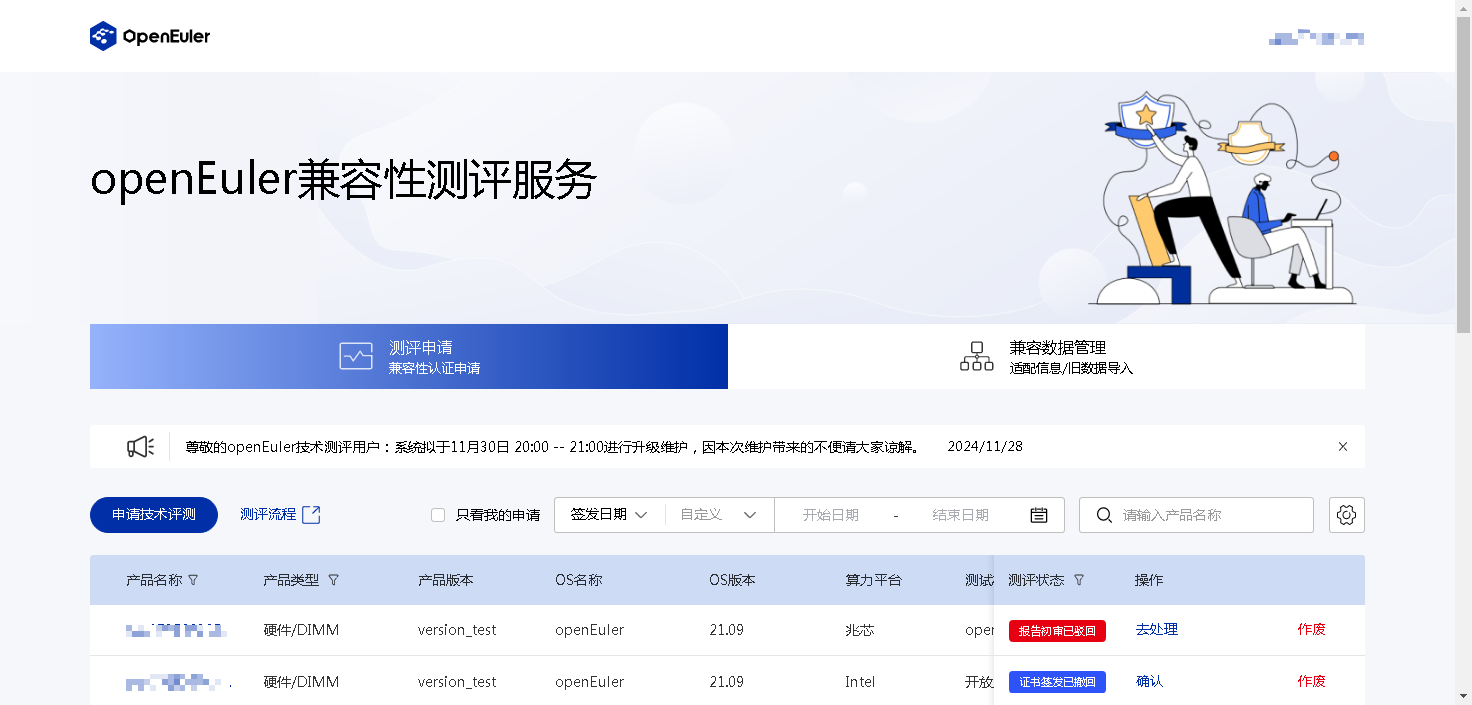 OpenEuler
openEuler兼容性测评服务
测评申请
兼容性认证申请
兼容数据管理
适配信息/旧数据导入
尊敬的openEuler技术测评用户：系统拟于11月30日 20:00 -- 21:00进行升级维护，因本次维护带来的不便请大家谅解。 2024/11/28
申请技术评测 测评流程 只看我的申请 签发日期 自定义 开始日期 - 结束日期 请输入产品名称
产品名称 产品类型 产品版本 OS名称 OS版本 算力平台 测试 测评状态 操作
硬件/DIMM version_test openEuler 21.09 兆芯 oper 报告初审已驳回 去处理 作废
硬件/DIMM version_test openEuler 21.09 Intel 开放 证书签发已撤回 确认 作废